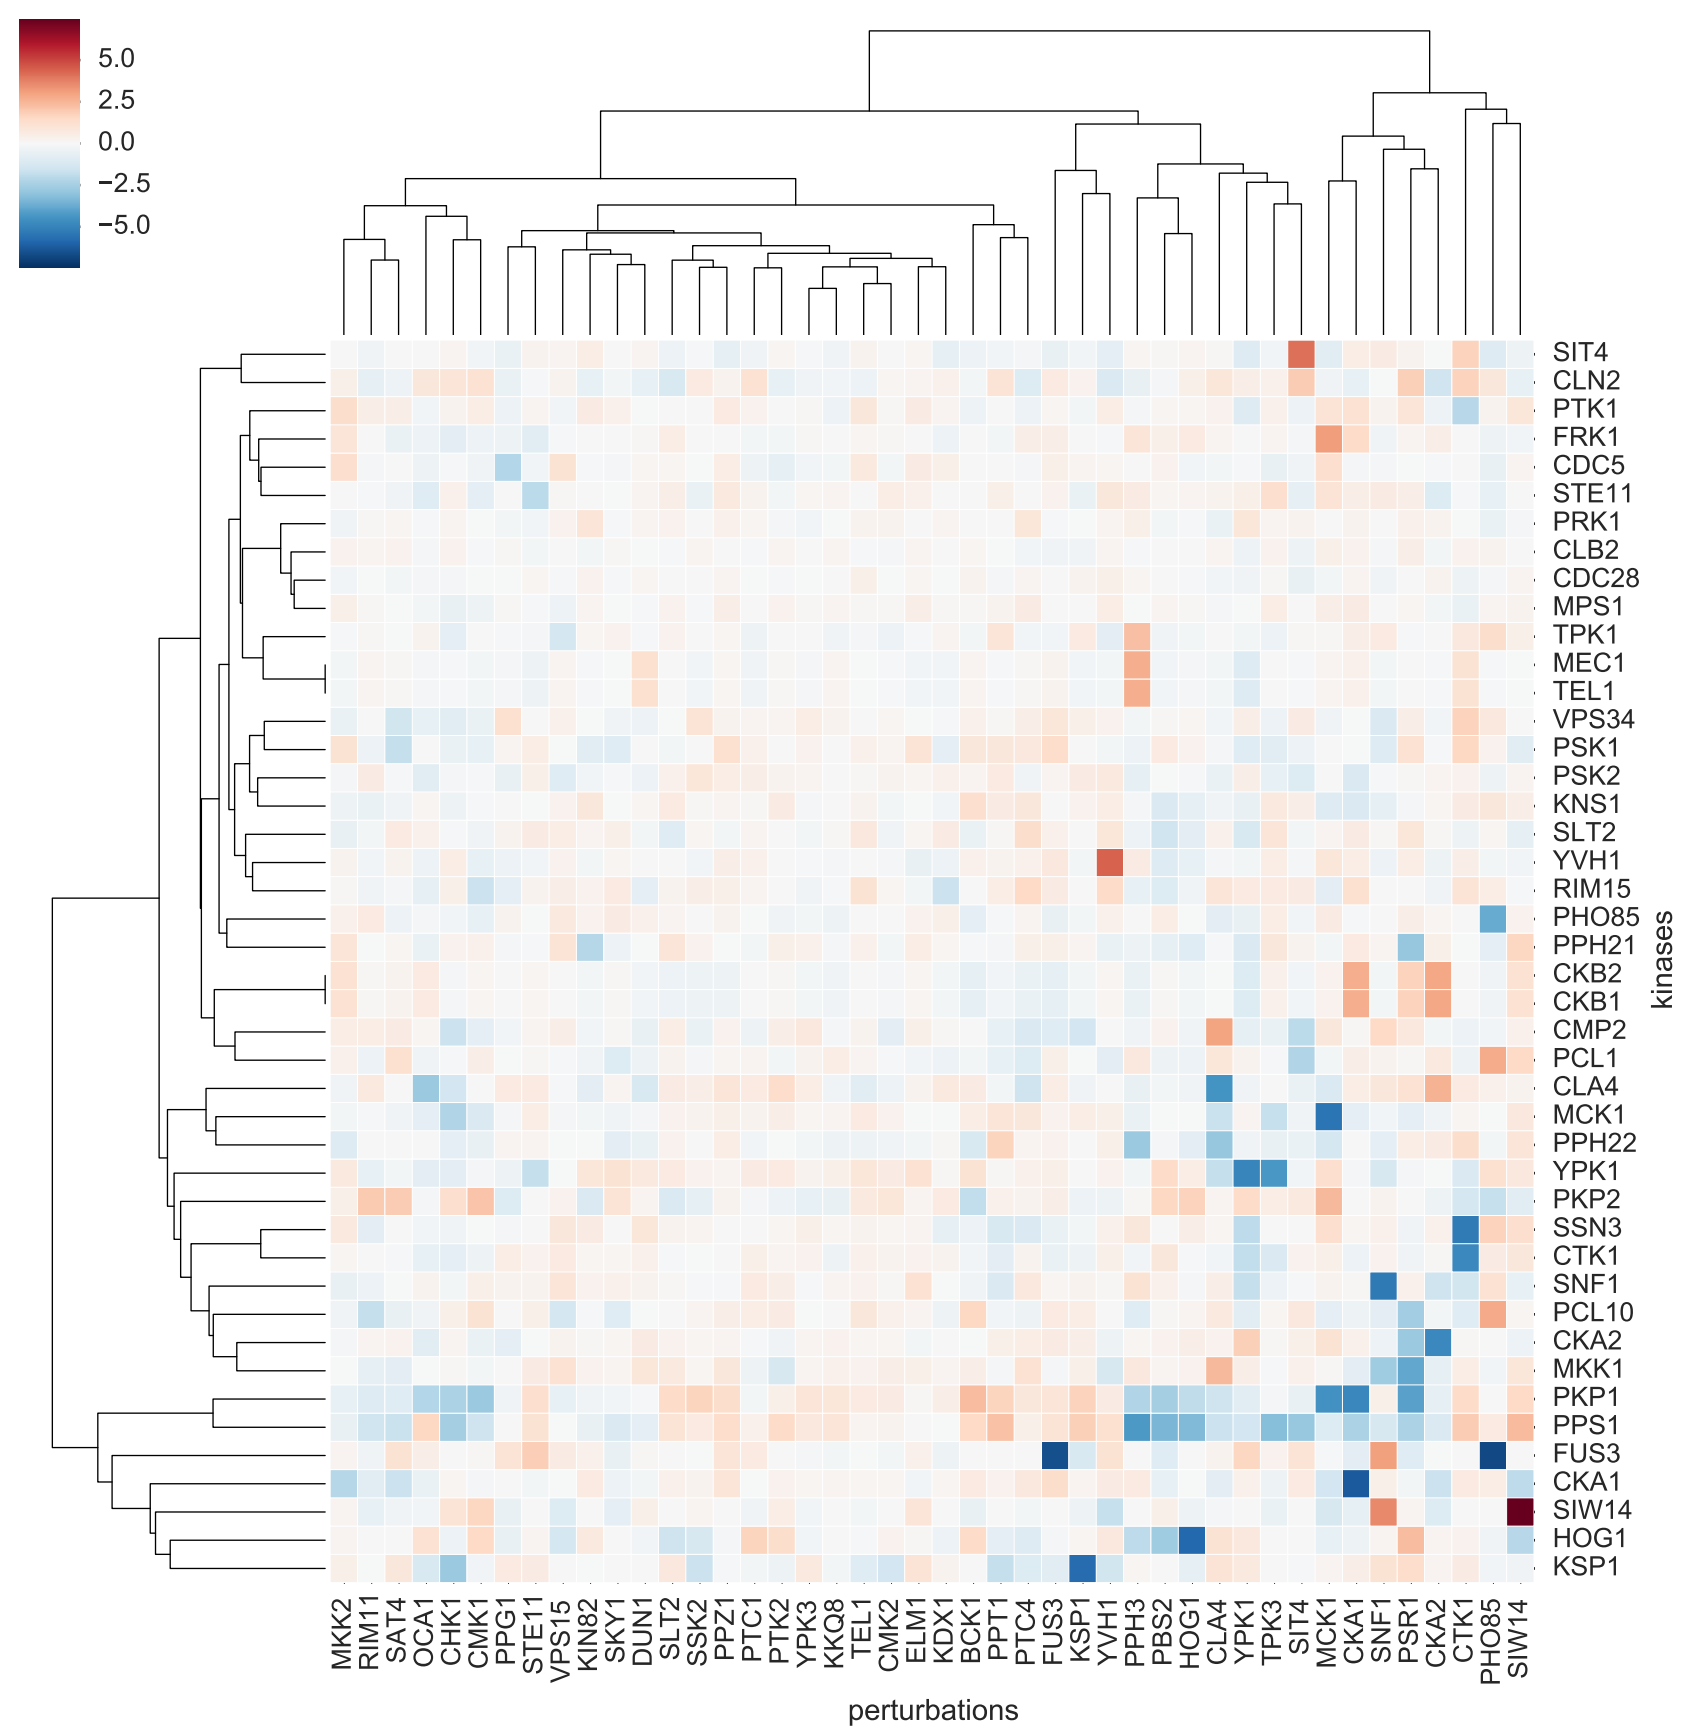 5.0
2.5
0.0
−2.5
−5.0
SIT4
CLN2
PTK1
FRK1
CDC5
STE11
PRK1
CLB2
CDC28
MPS1
TPK1
MEC1
TEL1
VPS34
PSK1
PSK2
KNS1
SLT2
YVH1
RIM15
PHO85
PPH21
CKB2
CKB1
CMP2
PCL1
CLA4
MCK1
PPH22
YPK1
PKP2
SSN3
CTK1
SNF1
PCL10
CKA2
MKK1
PKP1
PPS1
FUS3
CKA1
SIW14
HOG1
KSP1
kinases
MKK2
RIM11
SAT4
OCA1
CHK1
CMK1
PPG1
STE11
VPS15
KIN82
SKY1
DUN1
SLT2
SSK2
PPZ1
PTC1
PTK2
YPK3
KKQ8
TEL1
CMK2
ELM1
KDX1
BCK1
PPT1
PTC4
FUS3
KSP1
YVH1
PPH3
PBS2
HOG1
CLA4
YPK1
TPK3
SIT4
MCK1
CKA1
SNF1
PSR1
CKA2
CTK1
PHO85
SIW14
perturbations